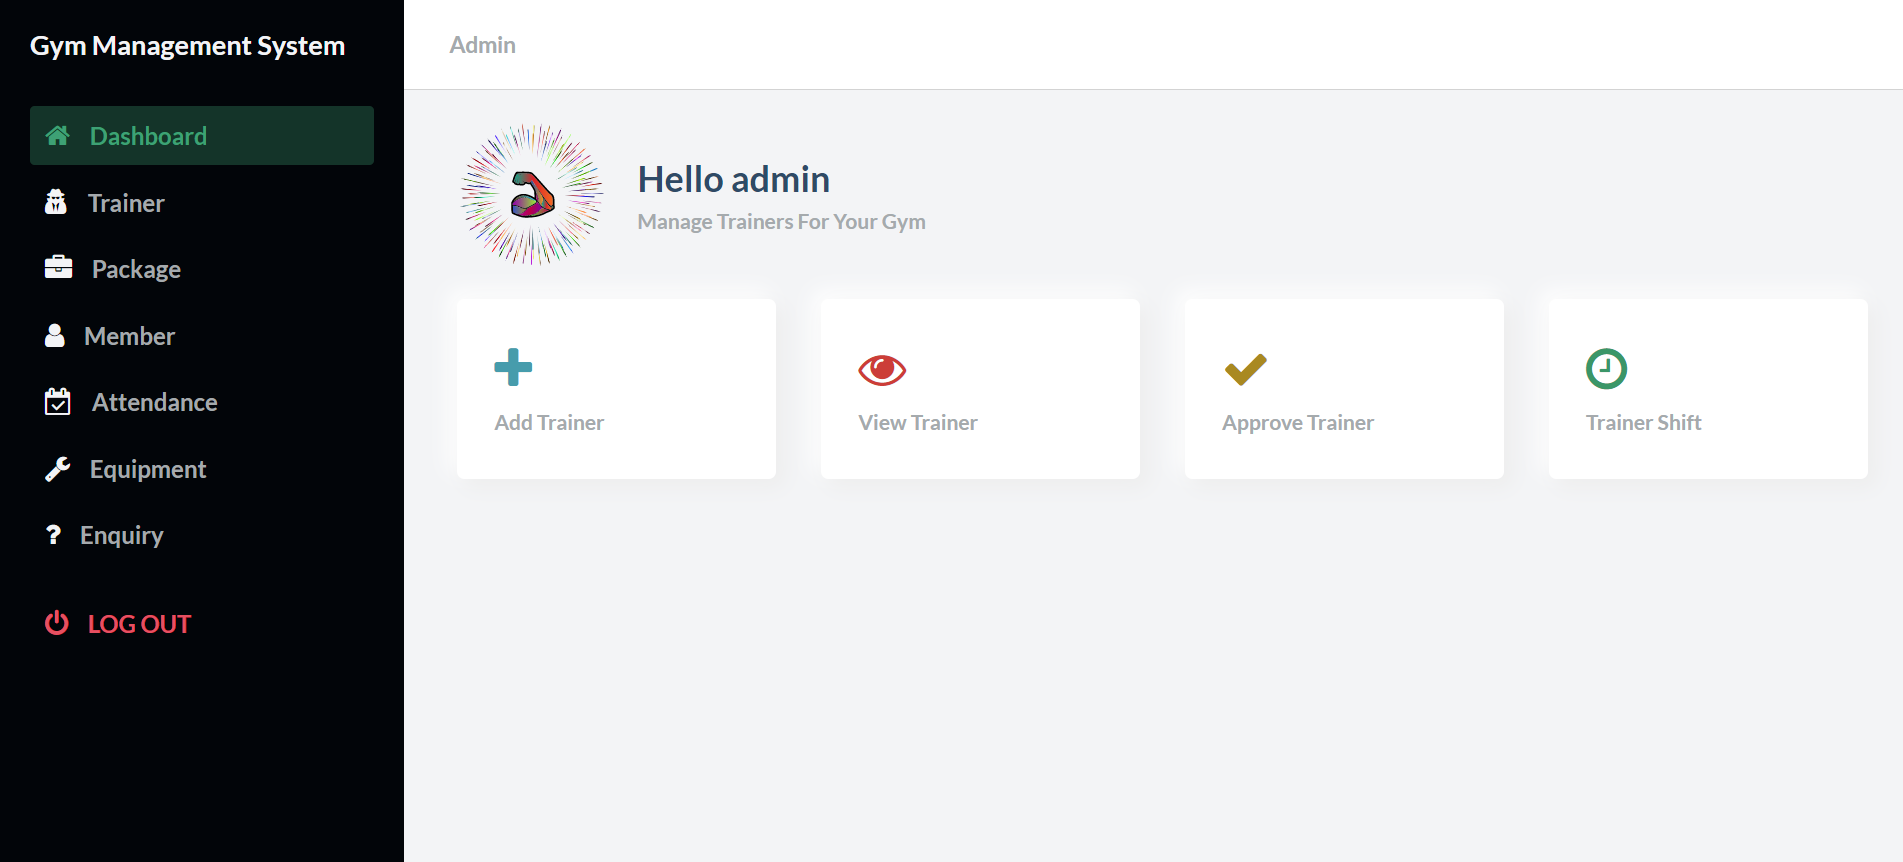 Gym Management System
Dashboard
Trainer
Package
Member
Attendance
Equipment
Enquiry
LOG OUT
Admin
Hello admin
Manage Trainers For Your Gym
Add Trainer
View Trainer
Approve Trainer
Trainer Shift